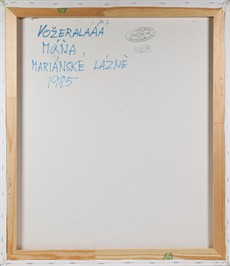 VOŽERALAAA
MÁŇA,
MARIÁNSKÉ LÁZNĚ
1985